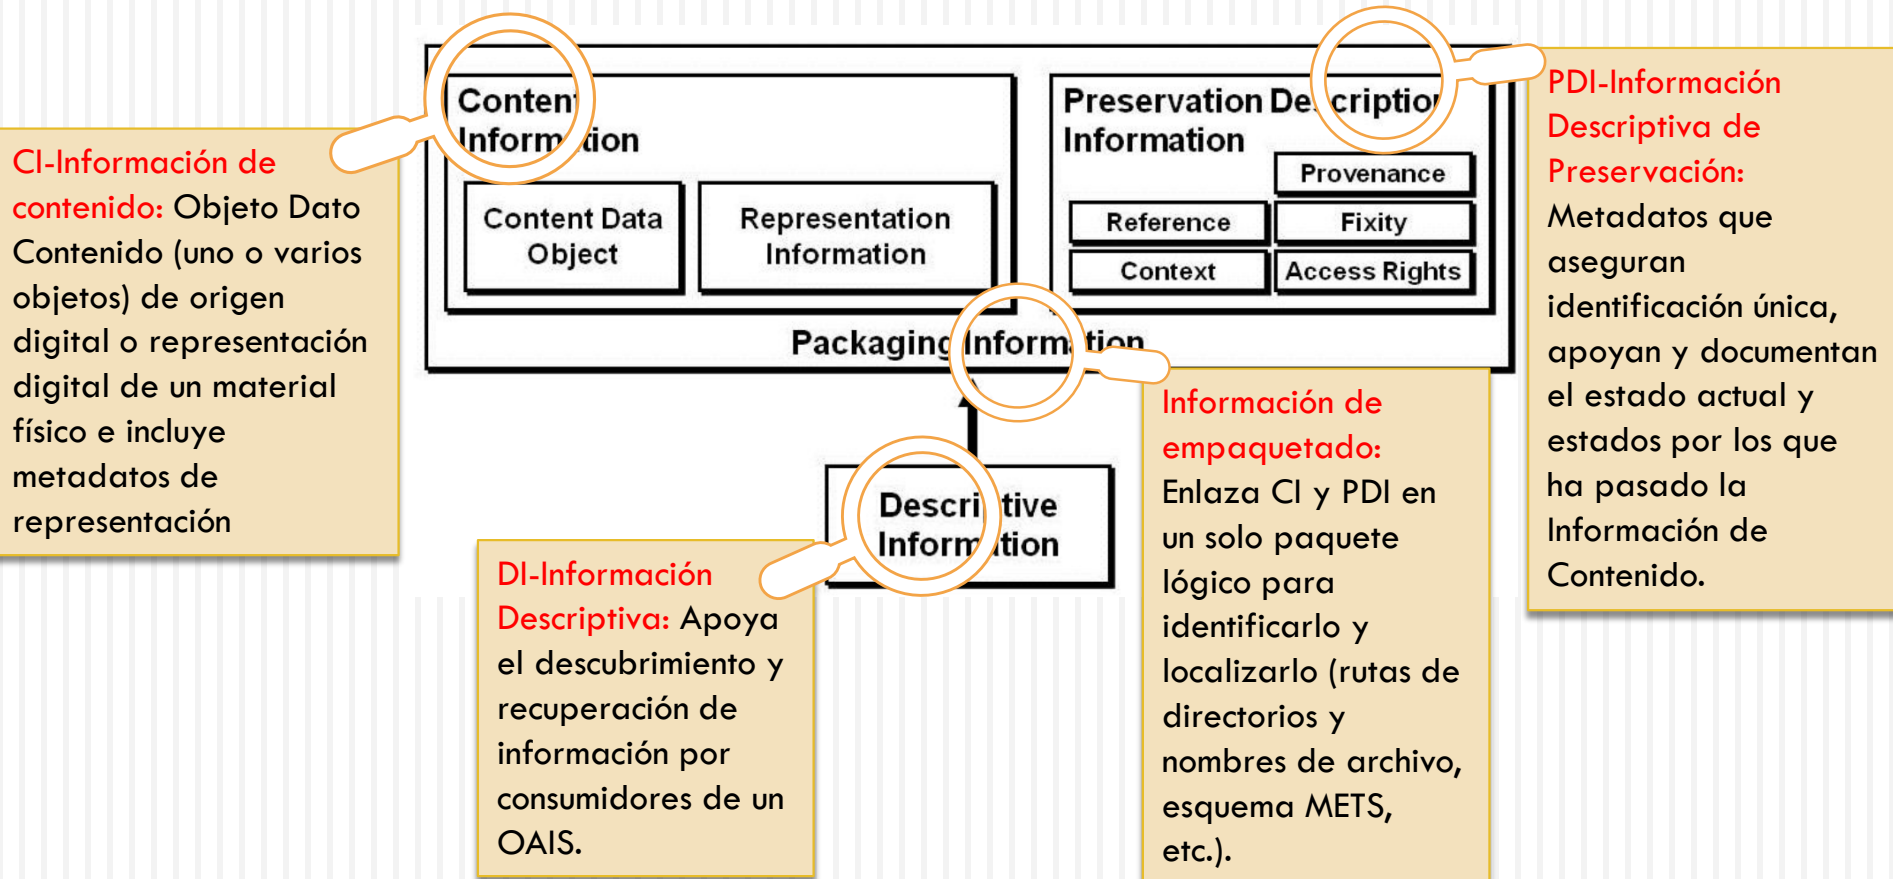 Content
Information
Content Data
Object
Representation
Information
Preservation Description
Information
Provenance
Reference
Fixity
Context
Access Rights
Packaging Information
Descriptive
Information
CI-Información de
contenido: Objeto Dato
Contenido (uno o varios
objetos) de origen
digital o representación
digital de un material
físico e incluye
metadatos de
representación
DI-Información
Descriptiva: Apoya
el descubrimiento y
recuperación de
información por
consumidores de un
OAIS.
Información de
empaquetado:
Enlaza CI y PDI en
un solo paquete
lógico para
identificarlo y
localizarlo (rutas de
directorios y
nombres de archivo,
esquema METS,
etc.).
PDI-Información
Descriptiva de
Preservación:
Metadatos que
aseguran
identificación única,
apoyan y documentan
el estado actual y
estados por los que
ha pasado la
Información de
Contenido.